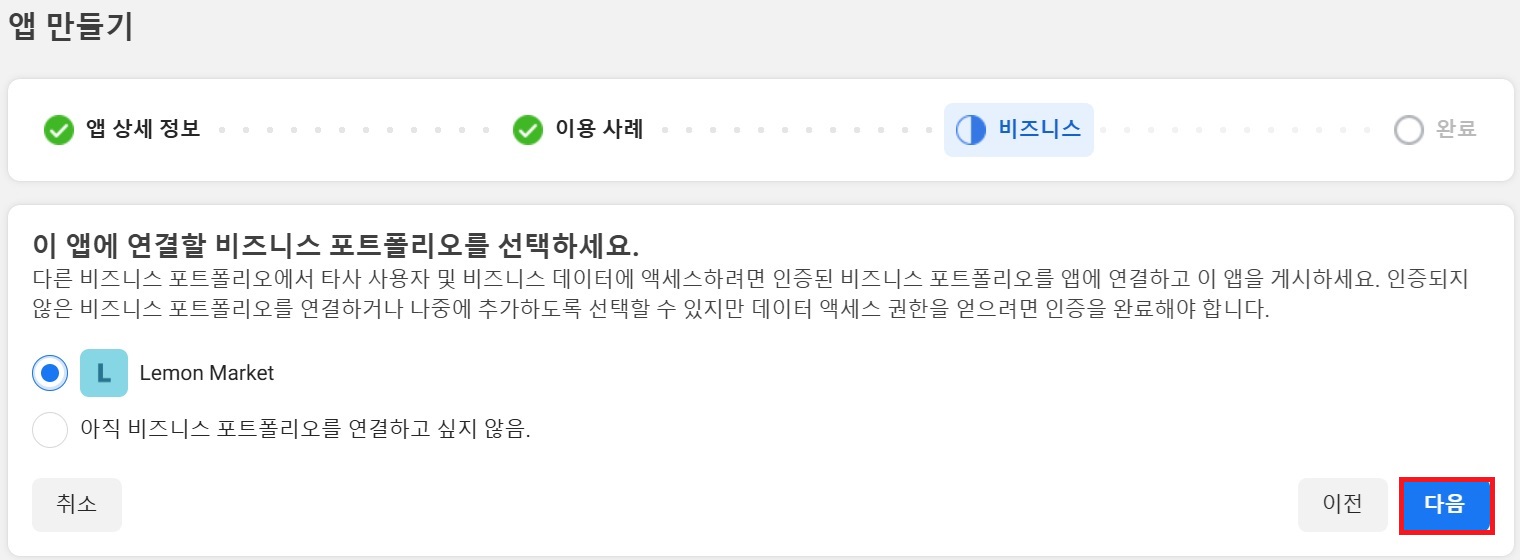 앱 만들기
앱 상세 정보
이용 사례
비즈니스
완료
이 앱에 연결할 비즈니스 포트폴리오를 선택하세요.
다른 비즈니스 포트폴리오에서 타사 사용자 및 비즈니스 데이터에 액세스하려면 인증된 비즈니스 포트폴리오를 앱에 연결하고 이 앱을 게시하세요. 인증되지
않은 비즈니스 포트폴리오를 연결하거나 나중에 추가하도록 선택할 수 있지만 데이터 액세스 권한을 얻으려면 인증을 완료해야 합니다.
L Lemon Market
아직 비즈니스 포트폴리오를 연결하고 싶지 않음.
취소
이전
다음